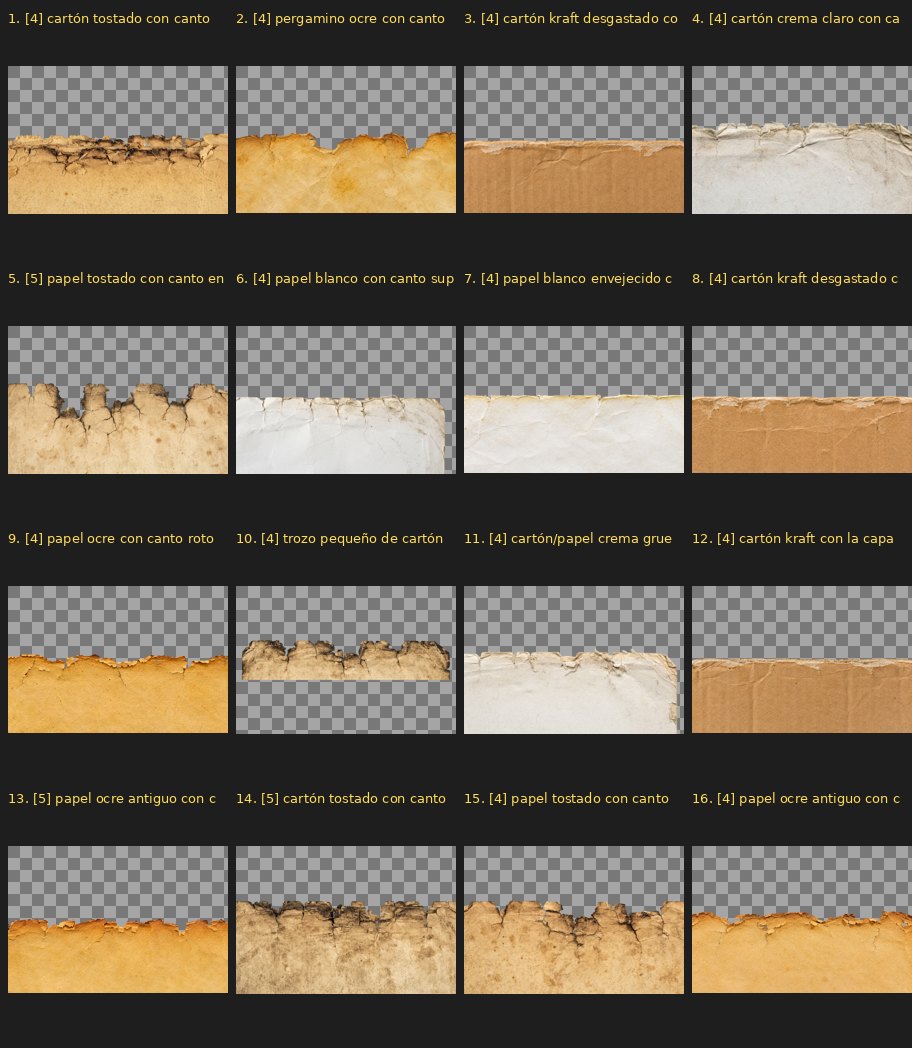 1. [4] cartón tostado con canto
2. [4] pergamino ocre con canto
3. [4] cartón kraft desgastado co
4. [4] cartón crema claro con ca
5. [5] papel tostado con canto en
6. [4] papel blanco con canto sup
7. [4] papel blanco envejecido c
8. [4] cartón kraft desgastado c
9. [4] papel ocre con canto roto
10. [4] trozo pequeño de cartón
11. [4] cartón/papel crema grue
12. [4] cartón kraft con la capa
13. [5] papel ocre antiguo con c
14. [5] cartón tostado con canto
15. [4] papel tostado con canto
16. [4] papel ocre antiguo con c